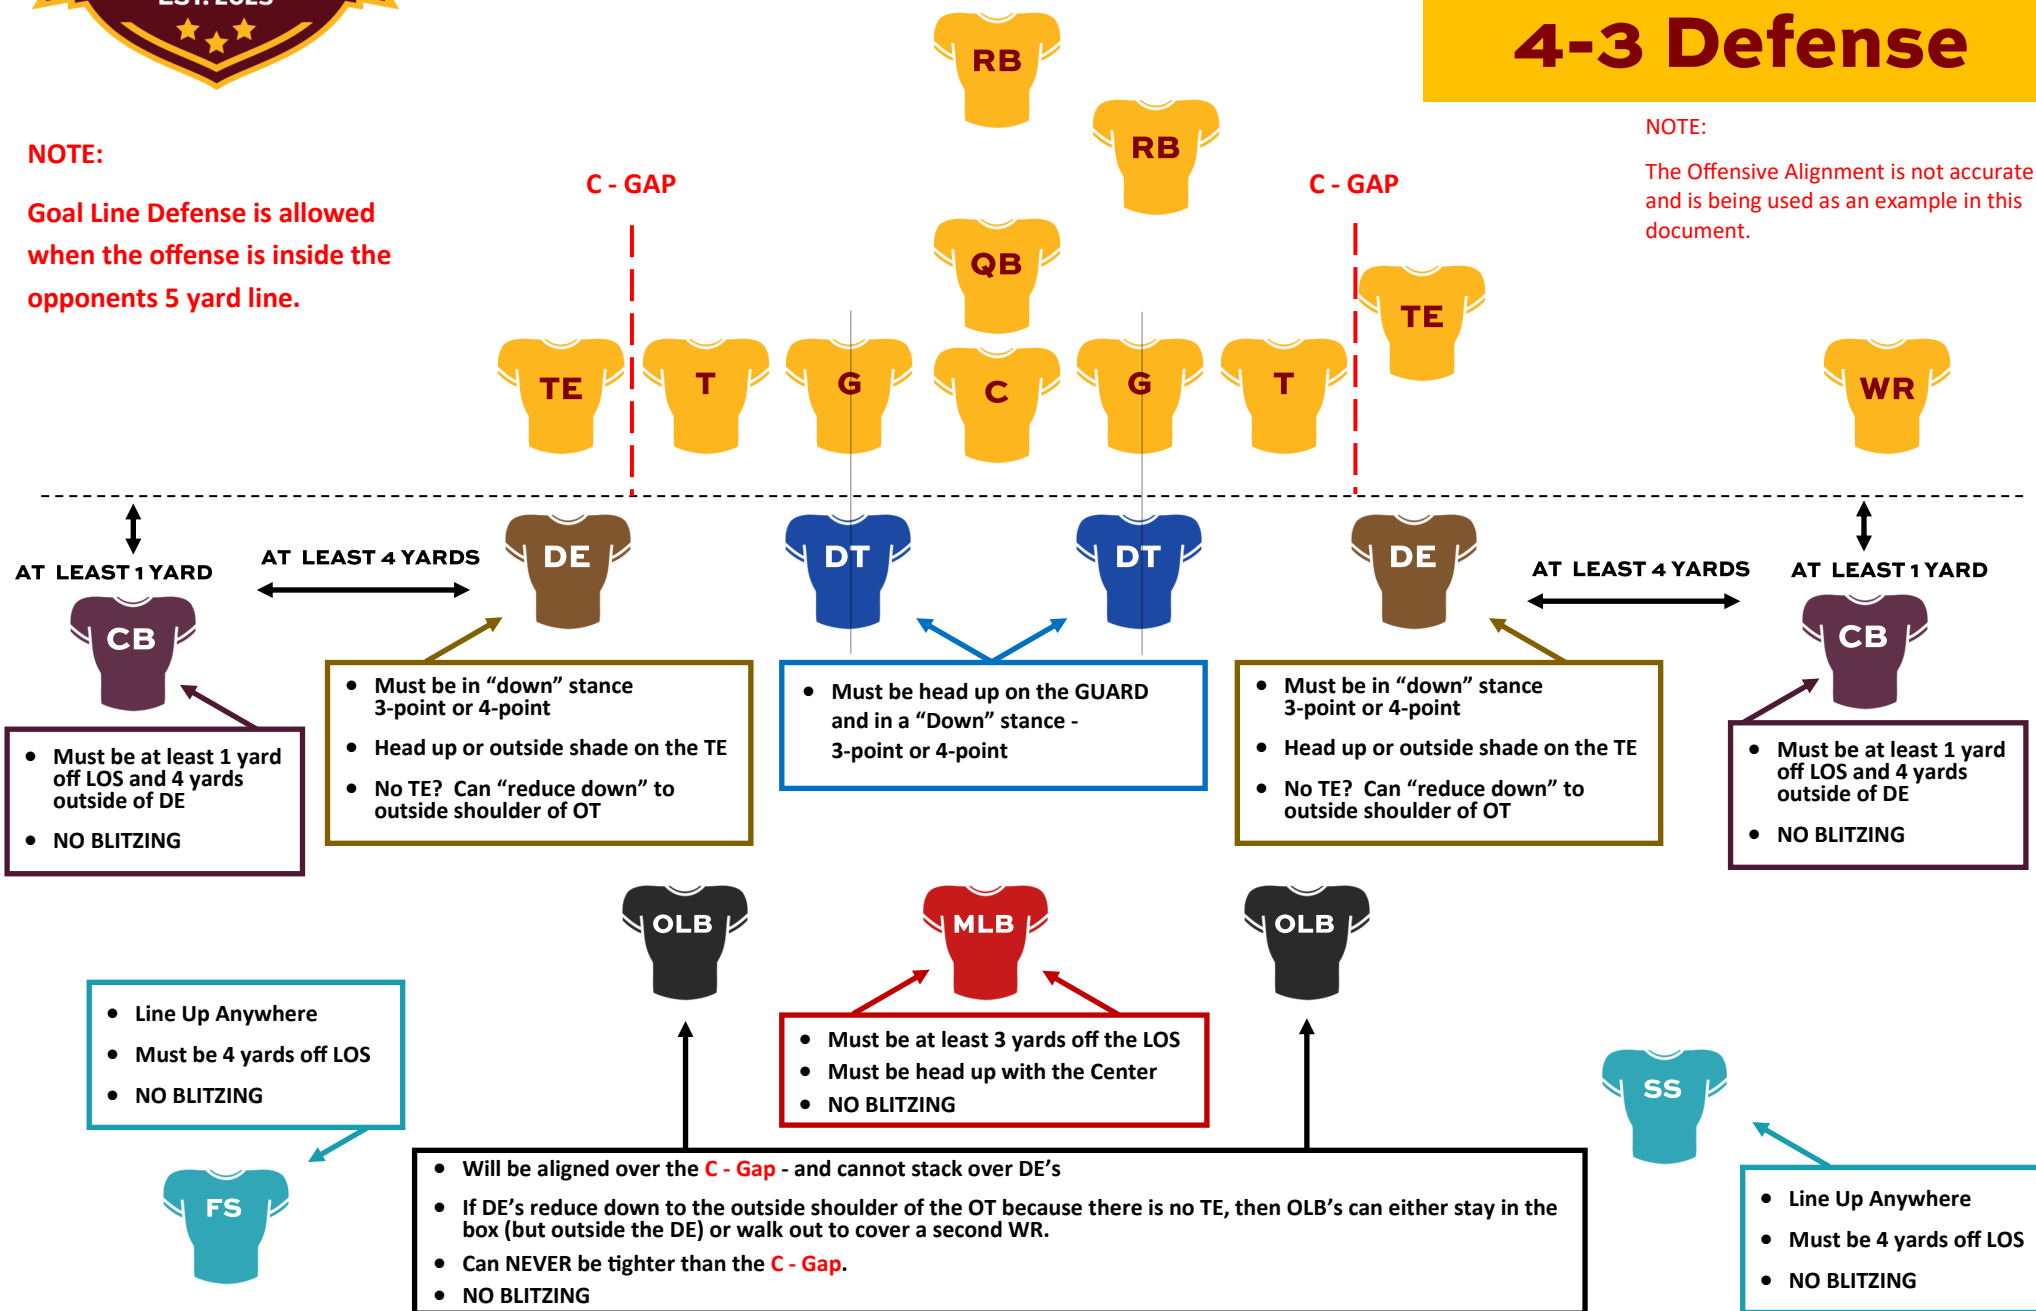 EST. 2023
4-3 Defense
NOTE:
Goal Line Defense is allowed
when the offense is inside the
opponents 5 yard line.
NOTE:
The Offensive Alignment is not accurate
and is being used as an example in this
document.
C - GAP
C - GAP
RB
RB
QB
TE
TE
T
G
C
G
T
WR
AT LEAST 1 YARD
AT LEAST 4 YARDS
DE
DT
DT
DE
AT LEAST 4 YARDS
AT LEAST 1 YARD
CB
CB
• Must be at least 1 yard
off LOS and 4 yards
outside of DE
• NO BLITZING
• Must be in “down” stance
3-point or 4-point
• Head up or outside shade on the TE
• No TE? Can “reduce down” to
outside shoulder of OT
• Must be head up on the GUARD
and in a “Down” stance -
3-point or 4-point
• Must be in “down” stance
3-point or 4-point
• Head up or outside shade on the TE
• No TE? Can “reduce down” to
outside shoulder of OT
• Must be at least 1 yard
off LOS and 4 yards
outside of DE
• NO BLITZING
OLB
MLB
OLB
• Line Up Anywhere
• Must be 4 yards off LOS
• NO BLITZING
• Must be at least 3 yards off the LOS
• Must be head up with the Center
• NO BLITZING
SS
FS
• Will be aligned over the C - Gap - and cannot stack over DE’s
• If DE’s reduce down to the outside shoulder of the OT because there is no TE, then OLB’s can either stay in the
box (but outside the DE) or walk out to cover a second WR.
• Can NEVER be tighter than the C - Gap.
• NO BLITZING
• Line Up Anywhere
• Must be 4 yards off LOS
• NO BLITZING